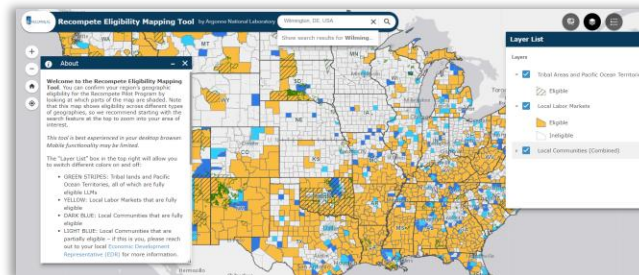 Recompete Eligibility Mapping Tool by Argonne National Laboratory
Wilmington, DE, USA
Show search results for Wilming...
About
Welcome to the Recompete Eligibility Mapping
Tool. You can confirm your region's geographic
eligibility for the Recompete Pilot Program by
looking at which parts of the map are shaded. Note
that this map shows eligibility across different types
of geographies, so we recommend starting with the
search feature at the top to zoom into your area of
interest.
This tool is best experienced in your desktop browser.
Mobile functionality may be limited.
The "Layer List" box in the top right will allow you
to switch different colors on and off:
• GREEN STRIPES: Tribal lands and Pacific
Ocean Territories, all of which are fully
eligible LLMs
• YELLOW: Local Labor Markets that are fully
eligible
• DARK BLUE: Local Communities that are fully
eligible
• LIGHT BLUE: Local Communities that are
partially eligible – if this is you, please reach
out to your local Economic Development
Representative (EDR) for more information.
Layer List
Layers
Tribal Areas and Pacific Ocean Territorie
Eligible
Local Labor Markets
Eligible
Ineligible
Local Communities (Combined)
MT
SD
WY
NE
CO
KS
MS